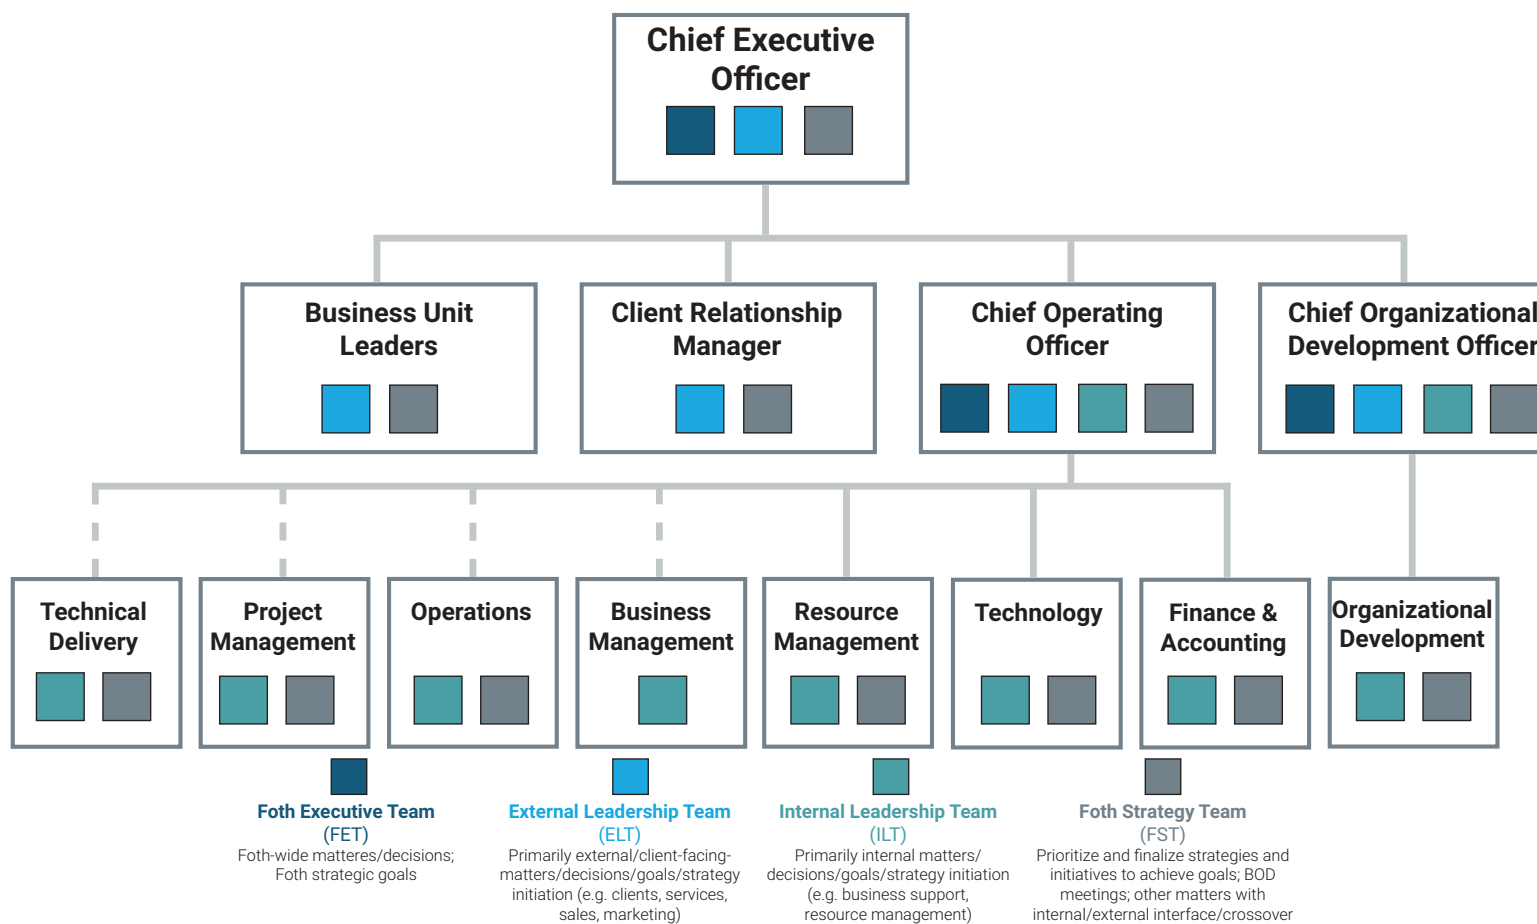 Chief Executive
Officer
Business Unit
Leaders
Client Relationship
Manager
Chief Operating
Officer
Chief Organizational
Development Officer
Technical
Delivery
Project
Management
Operations
Business
Management
Resource
Management
Technology
Finance &
Accounting
Organizational
Development
Foth Executive Team
(FET)
Foth-wide matteres/decisions;
Foth strategic goals
External Leadership Team
(ELT)
Primarily external/client-facing-
matters/decisions/goals/strategy
initiation (e.g. clients, services,
sales, marketing)
Internal Leadership Team
(ILT)
Primarily internal matters/
decisions/goals/strategy initiation
(e.g. business support,
resource management)
Foth Strategy Team
(FST)
Prioritize and finalize strategies and
initiatives to achieve goals; BOD
meetings; other matters with
internal/external interface/crossover